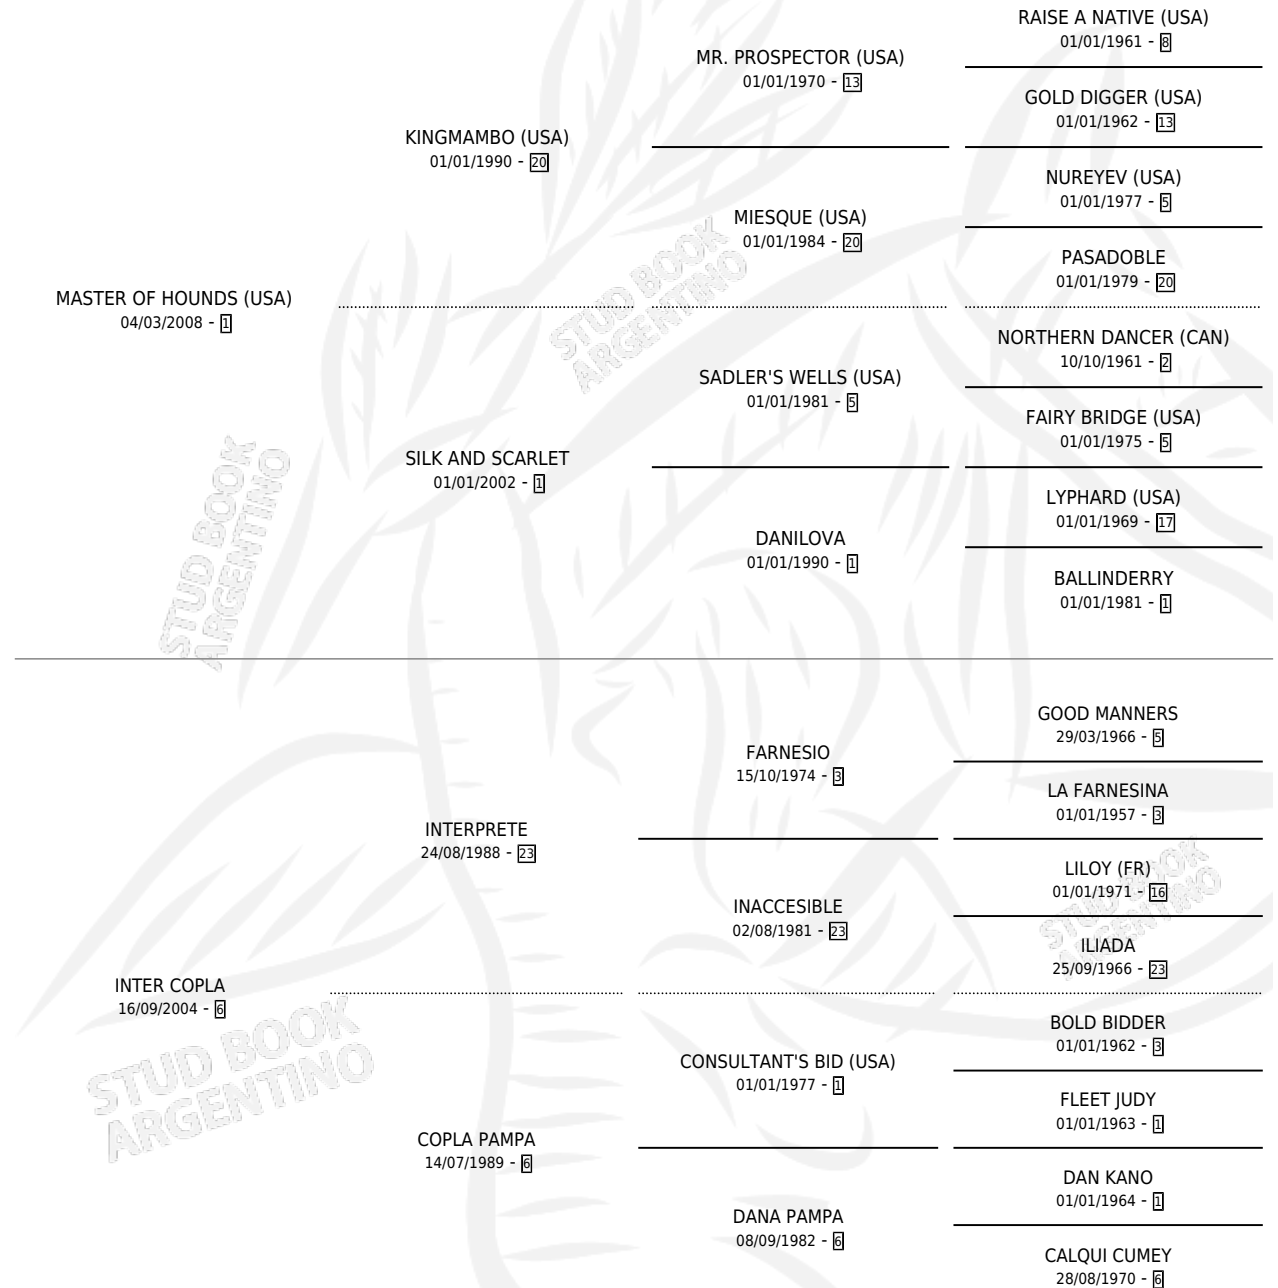 RAISE A NATIVE (USA)
01/01/1961 - 8
MR. PROSPECTOR (USA)
01/01/1970 - 13
GOLD DIGGER (USA)
01/01/1962 - 13
KINGMAMBO (USA)
01/01/1990 - 20
NUREYEV (USA)
01/01/1977 - 5
MIESQUE (USA)
01/01/1984 - 20
PASADOBLE
01/01/1979 - 20
MASTER OF HOUNDS (USA)
04/03/2008 - 1
NORTHERN DANCER (CAN)
10/10/1961 - 2
SADLER'S WELLS (USA)
01/01/1981 - 5
FAIRY BRIDGE (USA)
01/01/1975 - 5
SILK AND SCARLET
01/01/2002 - 1
LYPHARD (USA)
01/01/1969 - 17
DANILOVA
01/01/1990 - 1
BALLINDERRY
01/01/1981 - 1
STUD BOOK
ARGENTINO
STUD BOOK
ARGENTINO
GOOD MANNERS
29/03/1966 - 5
FARNESIO
15/10/1974 - 3
LA FARNESINA
01/01/1957 - 3
INTERPRETE
24/08/1988 - 23
LILOY (FR)
01/01/1971 - 16
INACCESIBLE
02/08/1981 - 23
ILIADA
25/09/1966 - 23
INTER COPLA
16/09/2004 - 6
BOLD BIDDER
01/01/1962 - 3
CONSULTANT'S BID (USA)
01/01/1977 - 1
FLEET JUDY
01/01/1963 - 1
COPLA PAMPA
14/07/1989 - 6
DAN KANO
01/01/1964 - 1
DANA PAMPA
08/09/1982 - 6
CALQUI CUMEY
28/08/1970 - 6
STUD BOOK
ARGENTINO
STUD BOOK
ARGENTINO